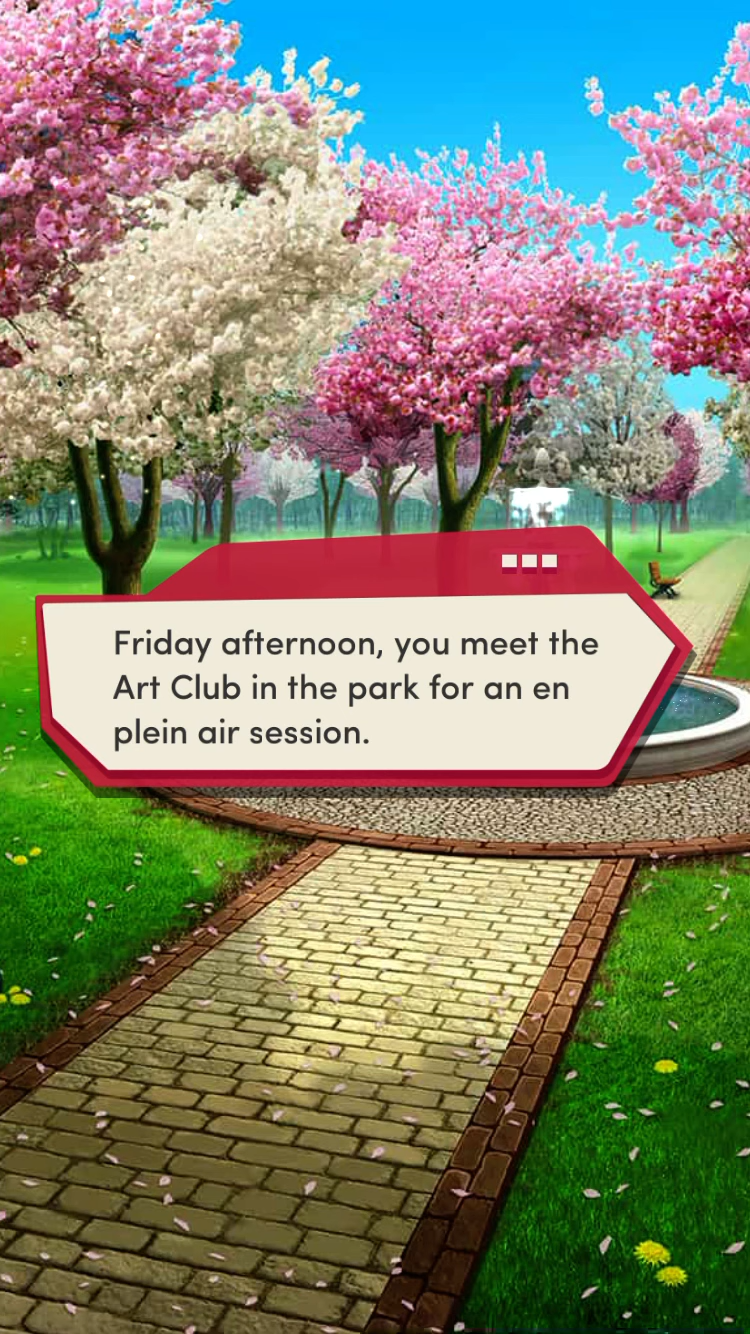 Friday afternoon, you meet the
Art Club in the park for an en
plein air session.